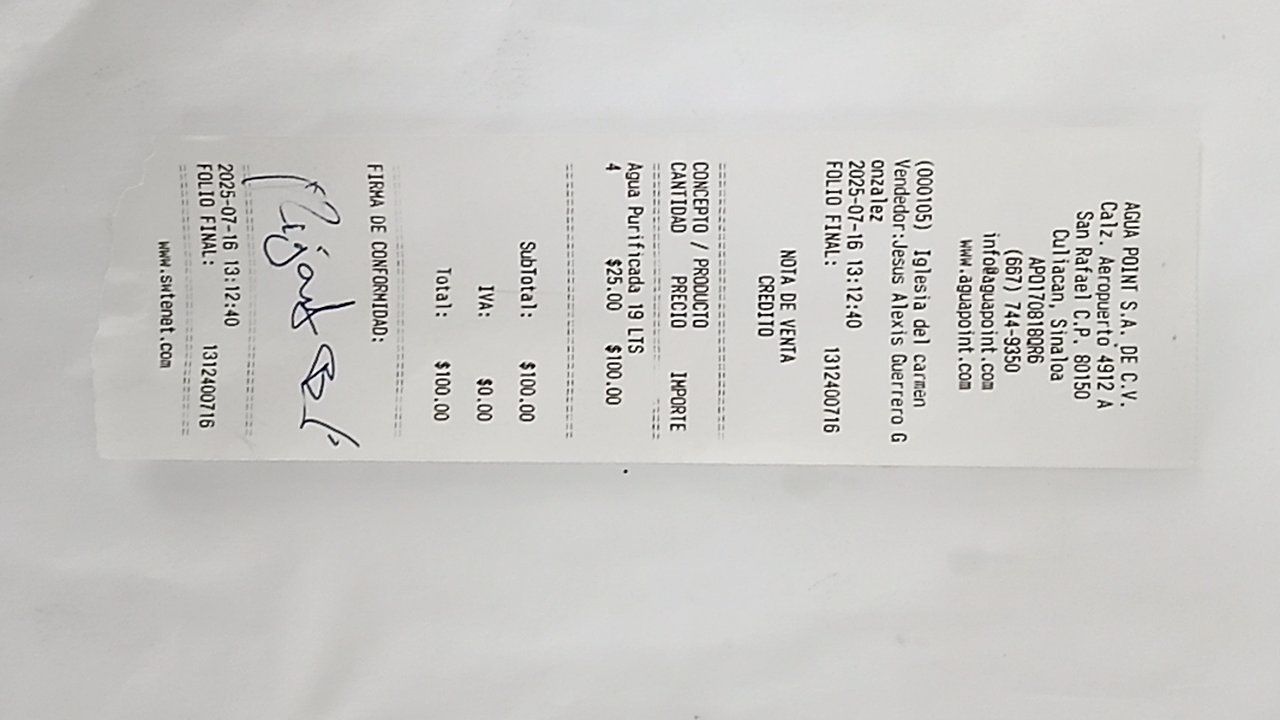 AGUA POINT S.A. DE C.V.
Calz. Aeropuerto 4912 A
San Rafael C.P. 80150
Culiacan, Sinaloa
APO170818QR6
(667) 744-9350
info@aguapoint.com
www.aguapoint.com
(000105) Iglesia del carmen
Vendedor:Jesus Alexis Guerrero G
onzalez
2025-07-16 13:12:40
FOLIO FINAL: 1312400716
NOTA DE VENTA
CREDITO
CONCEPTO / PRODUCTO
CANTIDAD PRECIO IMPORTE
Agua Purificada 19 LTS
4 $25.00 $100.00
SubTotal: $100.00
IVA: $0.00
Total: $100.00
FIRMA DE CONFORMIDAD:
2025-07-16 13:12:40
FOLIO FINAL: 1312400716
www.swtenet.com